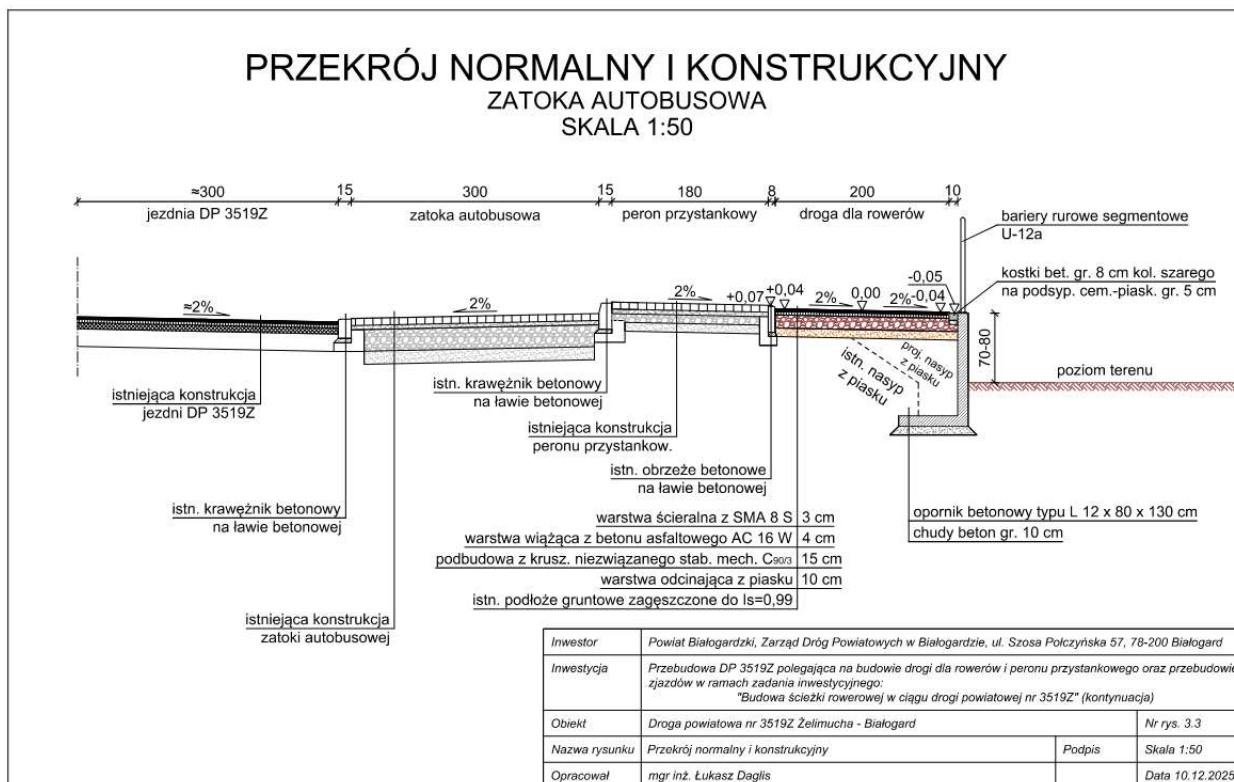 PRZEKRÓJ NORMALNY I KONSTRUKCYJNY
ZATOKA AUTOBUSOWA
SKALA 1:50
≈300 15 300 15 180 8 200 10
jezdnia DP 3519Z zatoka autobusowa peron przystankowy droga dla rowerów
bariery rurowe segmentowe
U-12a
kostki bet. gr. 8 cm kol. szarego
na podsyp. cem.-piask. gr. 5 cm
≈2% 2% 2% +0,07 +0,04 2% 0,00 2% -0,04 -0,05
70-80
poziom terenu
proj. nasyp
z piasku
istn. nasyp
z piasku
istniejąca konstrukcja
jezdni DP 3519Z
istn. krawężnik betonowy
na ławie betonowej
istniejąca konstrukcja
peronu przystankow.
istn. obrzeże betonowe
na ławie betonowej
istn. krawężnik betonowy
na ławie betonowej
opornik betonowy typu L 12 x 80 x 130 cm
chudy beton gr. 10 cm
warstwa ścieralna z SMA 8 S 3 cm
warstwa wiążąca z betonu asfaltowego AC 16 W 4 cm
podbudowa z krusz. niezwiązanego stab. mech. C90/3 15 cm
warstwa odcinająca z piasku 10 cm
istn. podłoże gruntowe zagęszczone do Is=0,99
istniejąca konstrukcja
zatoki autobusowej
Inwestor Powiat Białogardzki, Zarząd Dróg Powiatowych w Białogardzie, ul. Szosa Połczyńska 57, 78-200 Białogard
Inwestycja Przebudowa DP 3519Z polegająca na budowie drogi dla rowerów i peronu przystankowego oraz przebudowie
zjazdów w ramach zadania inwestycyjnego:
"Budowa ścieżki rowerowej w ciągu drogi powiatowej nr 3519Z" (kontynuacja)
Obiekt Droga powiatowa nr 3519Z Żelimucha - Białogard Nr rys. 3.3
Nazwa rysunku Przekrój normalny i konstrukcyjny Podpis Skala 1:50
Opracował mgr inż. Łukasz Daglis Data 10.12.2025